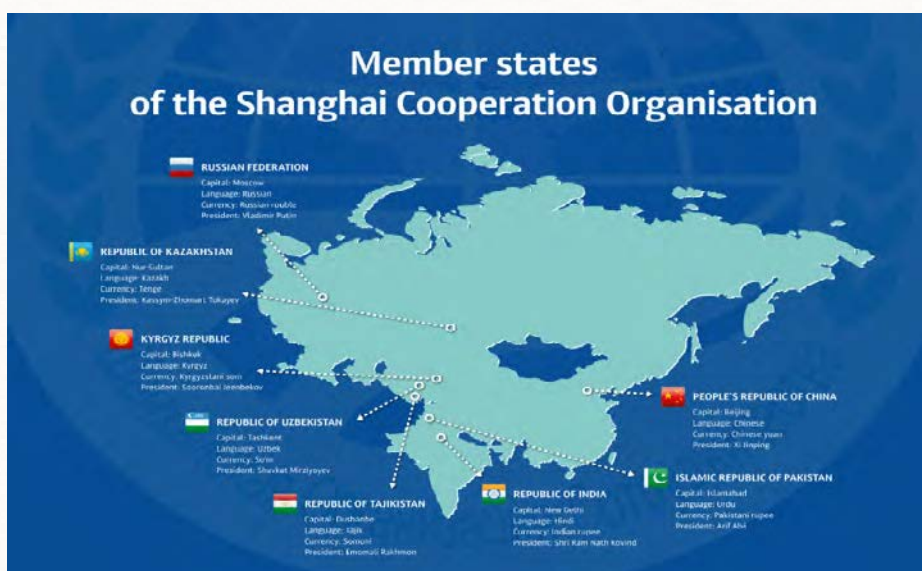 Member states
of the Shanghai Cooperation Organisation
RUSSIAN FEDERATION
Capital: Moscow
Language: Russian
Currency: Russian rouble
President: Vladimir Putin
REPUBLIC OF KAZAKHSTAN
Capital: Nur-Sultan
Language: Kazakh
Currency: Tenge
President: Kassym-Zhomart Tokayev
KYRGYZ REPUBLIC
Capital: Bishkek
Language: Kyrgyz
Currency: Kyrgyzstani som
President: Sooronbai Jeenbekov
REPUBLIC OF UZBEKISTAN
Capital: Tashkent
Language: Uzbek
Currency: So'm
President: Shavkat Mirziyoyev
REPUBLIC OF TAJIKISTAN
Capital: Dushanbe
Language: Tajik
Currency: Somoni
President: Emomali Rakhmon
REPUBLIC OF INDIA
Capital: New Delhi
Language: Hindi
Currency: Indian rupee
President: Shri Ram Nath Kovind
PEOPLE'S REPUBLIC OF CHINA
Capital: Beijing
Language: Chinese
Currency: Chinese yuan
President: Xi Jinping
ISLAMIC REPUBLIC OF PAKISTAN
Capital: Islamabad
Language: Urdu
Currency: Pakistani rupee
President: Arif Alvi